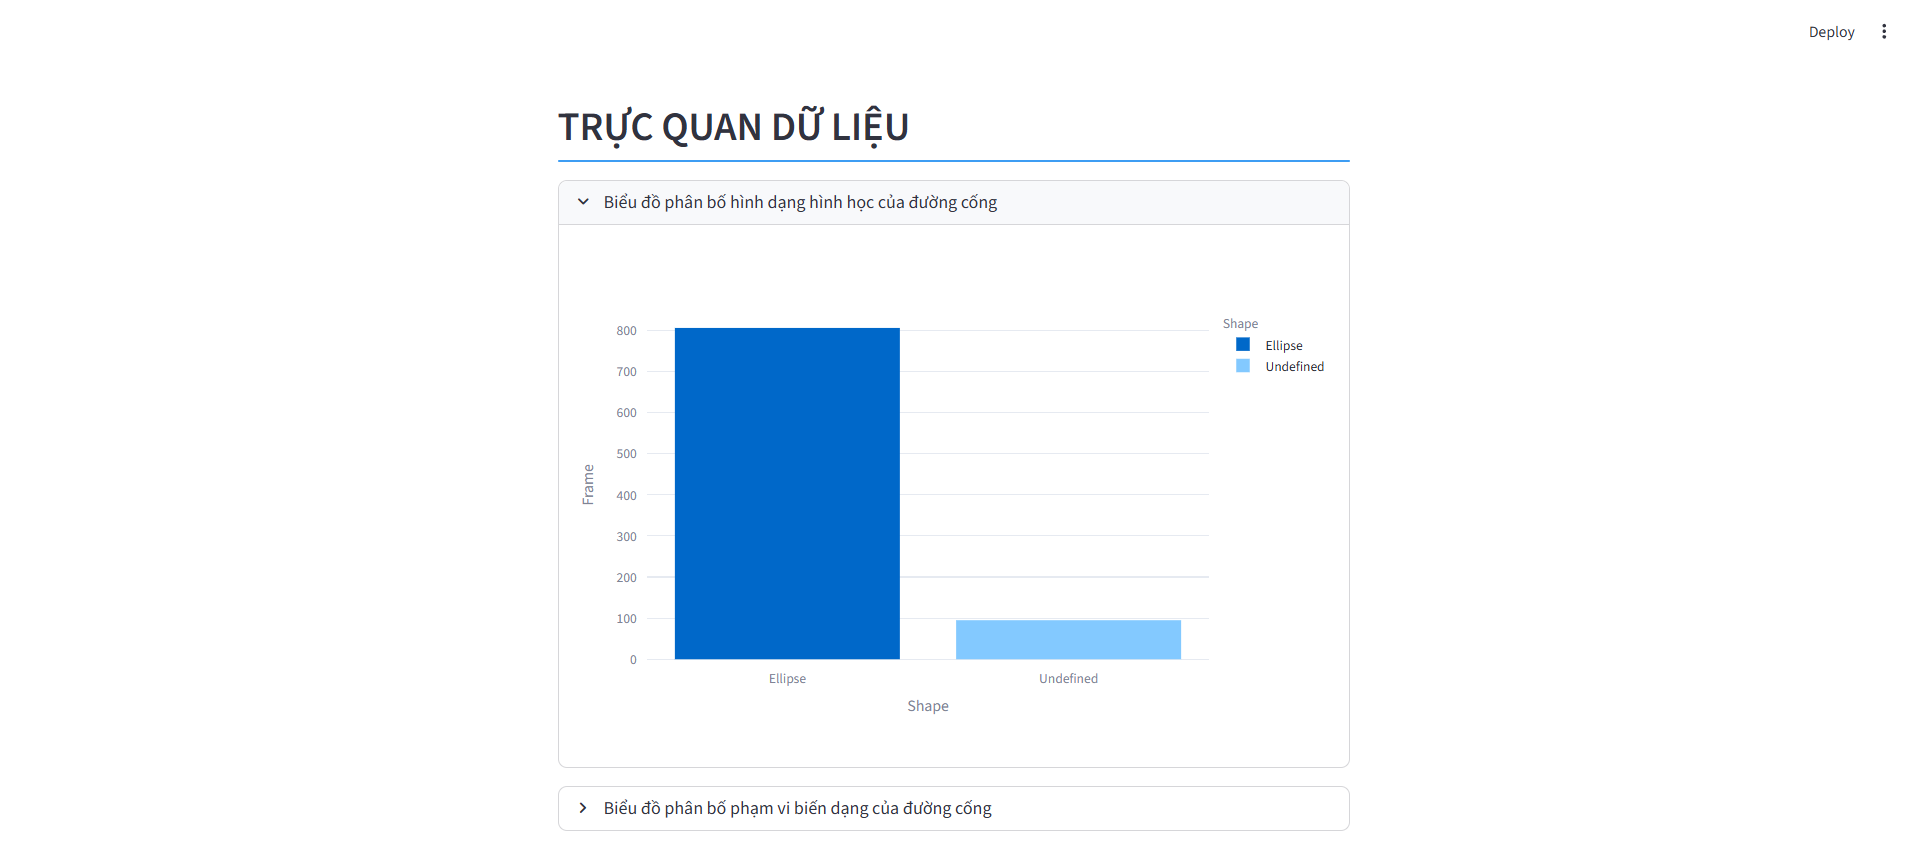 Deploy
TRỰC QUAN DỮ LIỆU
Biểu đồ phân bố hình dạng hình học của đường cống
800
700
600
500
400
300
200
100
0
Frame
Ellipse
Undefined
Shape
Shape
Ellipse
Undefined
Biểu đồ phân bố phạm vi biến dạng của đường cống